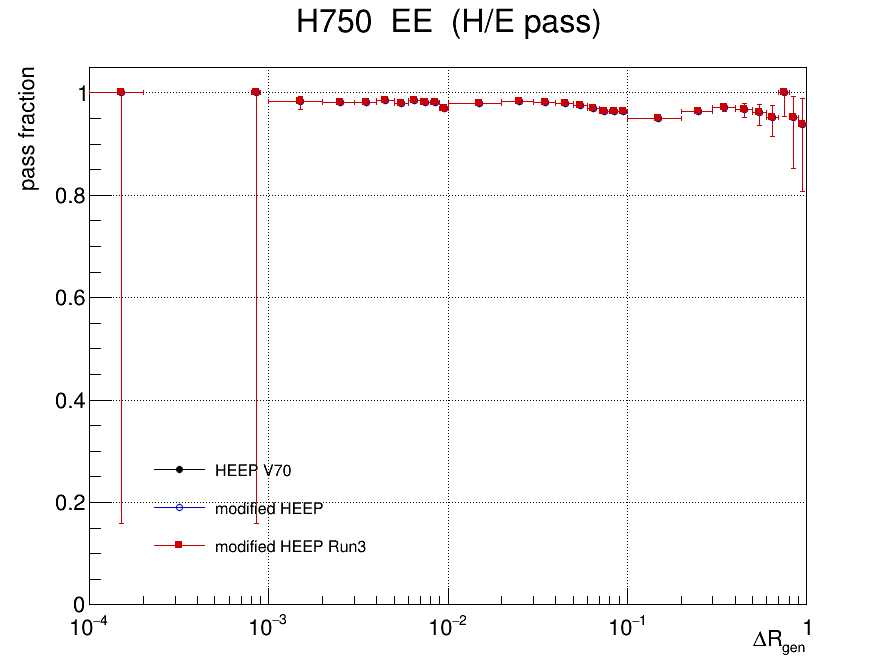 H750 EE (H/E pass)
pass fraction
1
0.8
0.6
0.4
0.2
0
HEEP V70
modified HEEP
modified HEEP Run3
10⁻⁴
10⁻³
10⁻²
10⁻¹
1
ΔR_gen